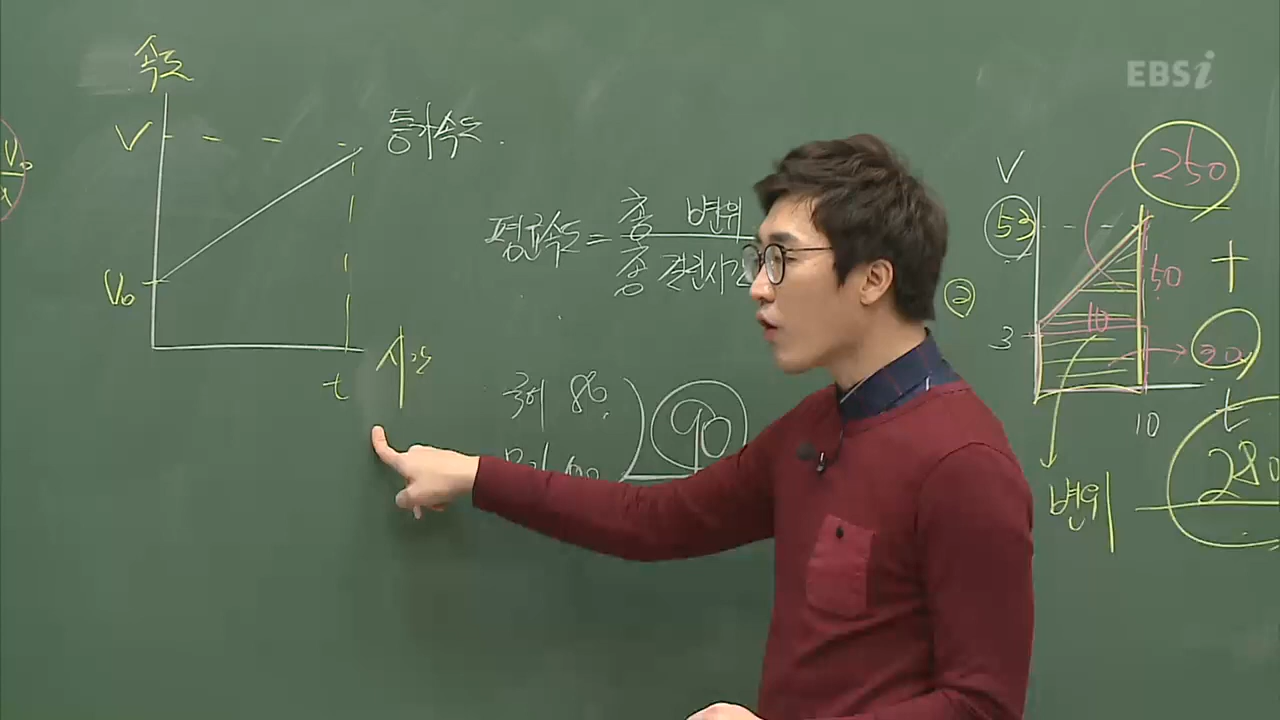 속도
V
등가속도.
V₀
시간
t
평균속도 = 총 변위
총 걸린시간
국어 80
90
EBSi
V
250
53
50
+
②
10
3
30
10
t
변위
280